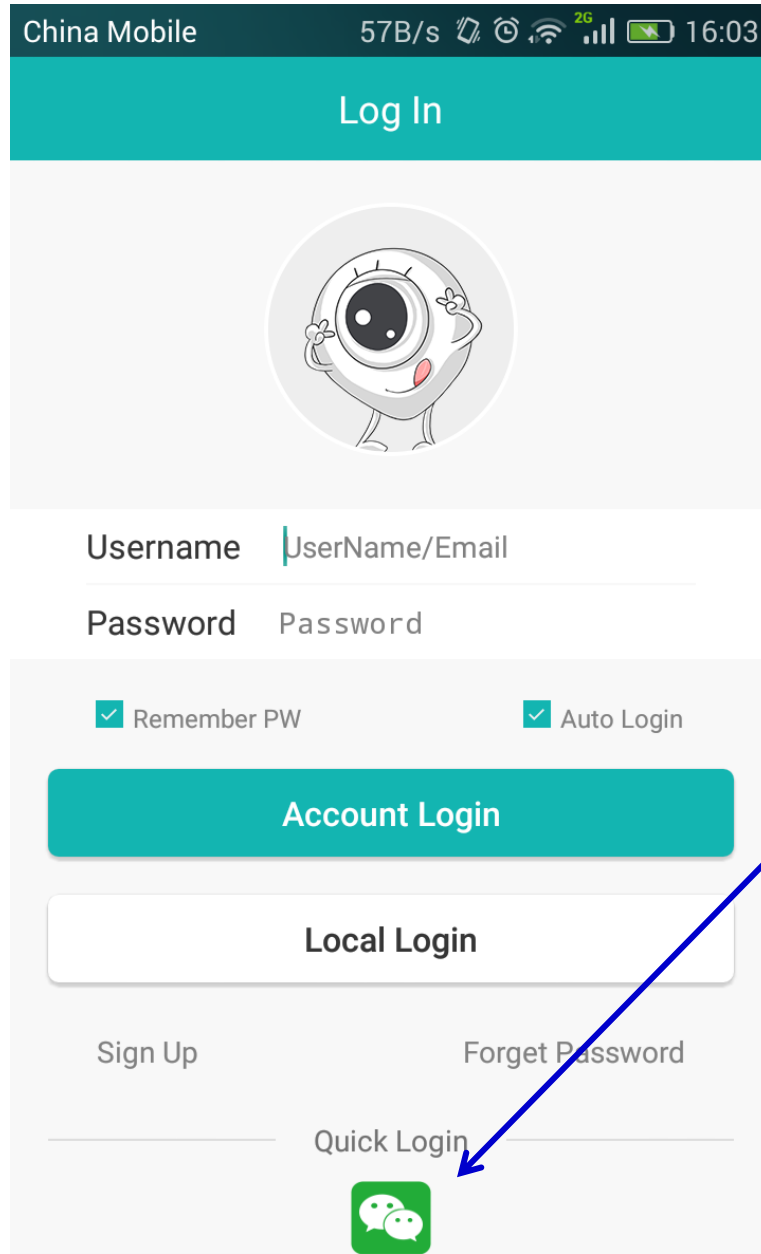 China Mobile 57B/s 2G 16:03
Log In
Username UserName/Email
Password Password
Remember PW Auto Login
Account Login
Local Login
Sign Up Forget Password
Quick Login